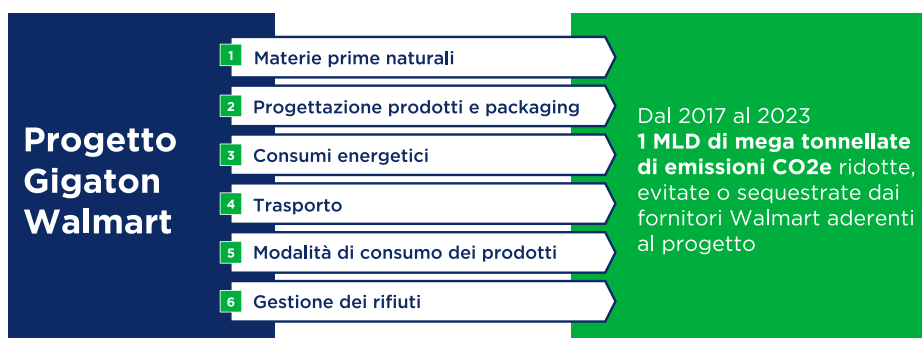 Progetto
Gigaton
Walmart
1 Materie prime naturali
2 Progettazione prodotti e packaging
3 Consumi energetici
4 Trasporto
5 Modalità di consumo dei prodotti
6 Gestione dei rifiuti
Dal 2017 al 2023
1 MLD di mega tonnellate
di emissioni CO2e ridotte,
evitate o sequestrate dai
fornitori Walmart aderenti
al progetto